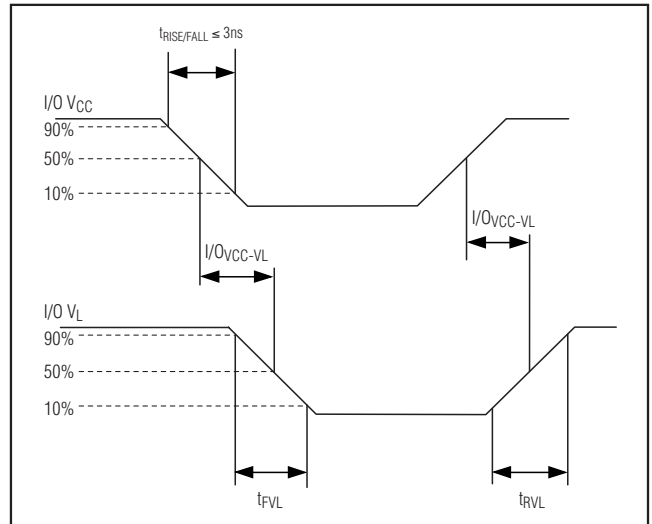 tRISE/FALL ≤ 3ns
I/O VCC
90%
50%
10%
I/OVCC-VL
I/OVCC-VL
I/O VL
90%
50%
10%
tFVL
tRVL